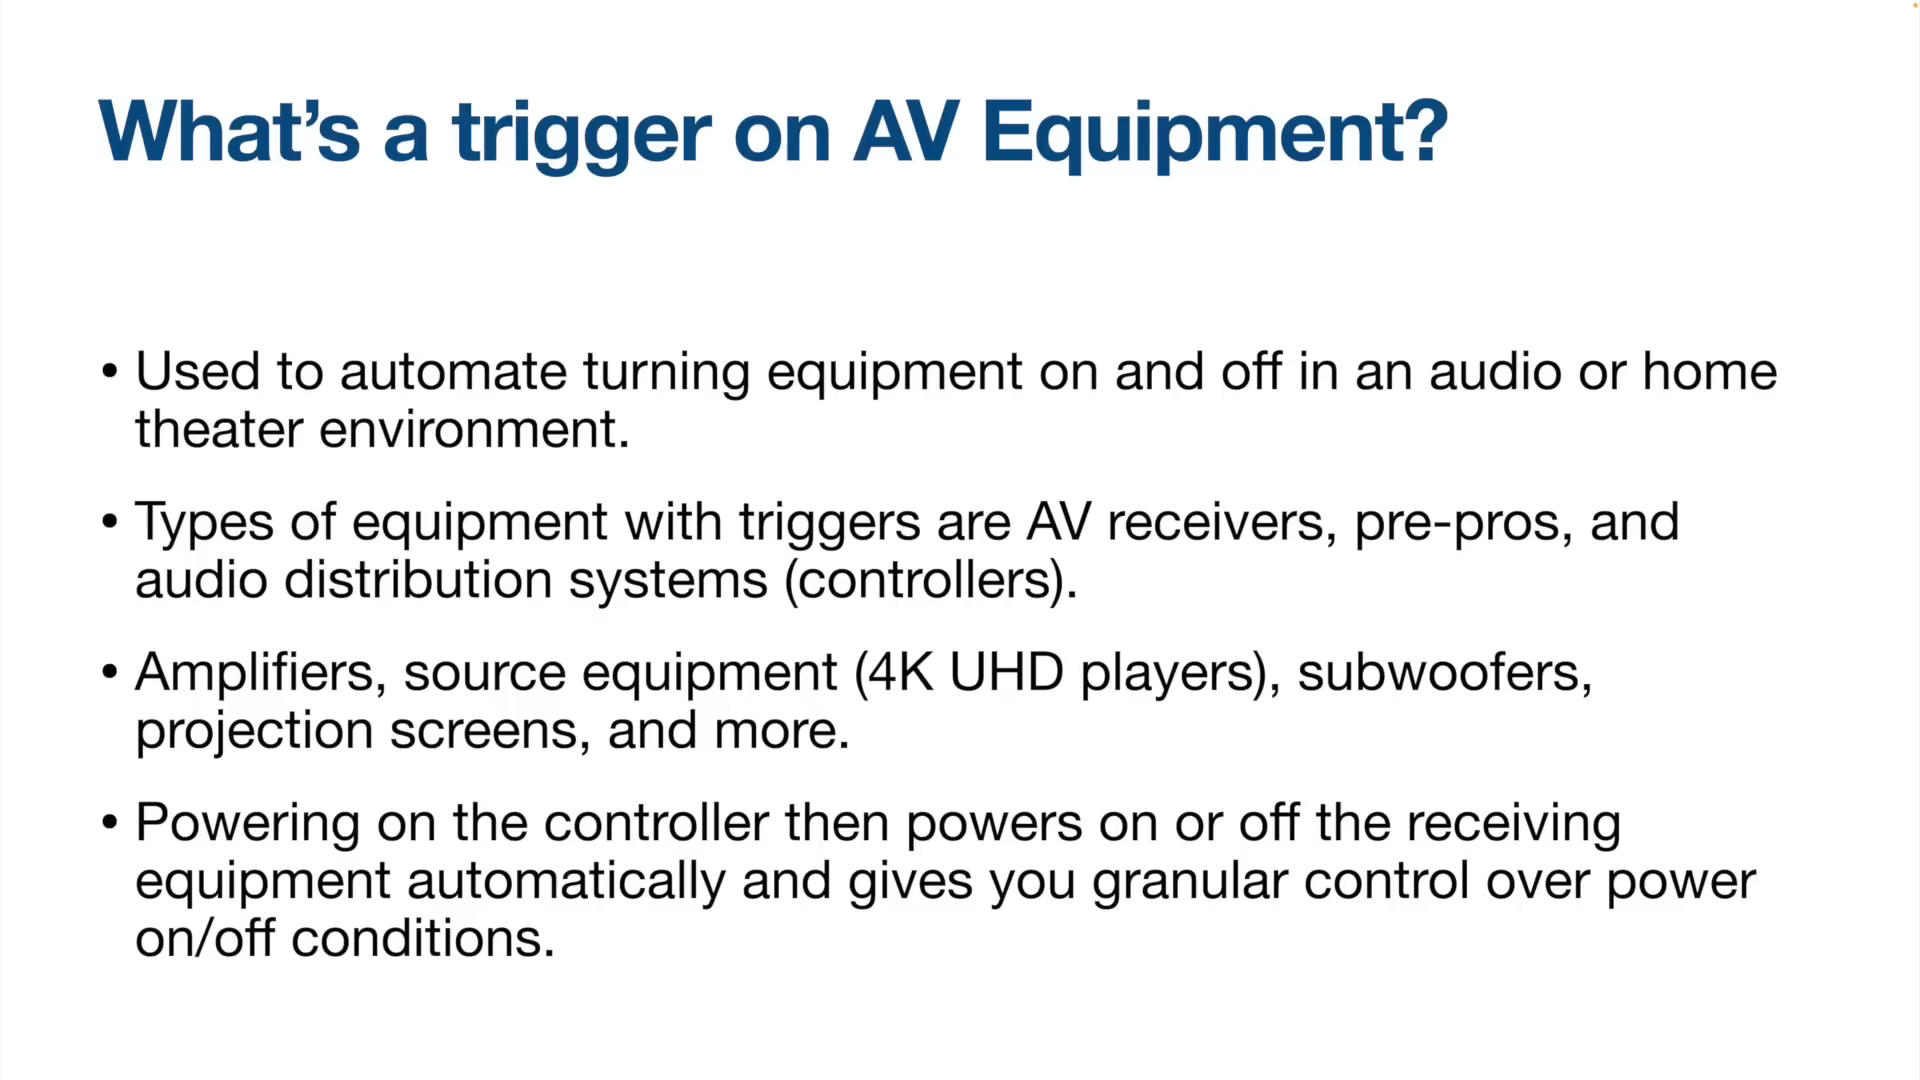 What’s a trigger on AV Equipment?
• Used to automate turning equipment on and off in an audio or home
theater environment.
• Types of equipment with triggers are AV receivers, pre-pros, and
audio distribution systems (controllers).
• Amplifiers, source equipment (4K UHD players), subwoofers,
projection screens, and more.
• Powering on the controller then powers on or off the receiving
equipment automatically and gives you granular control over power
on/off conditions.